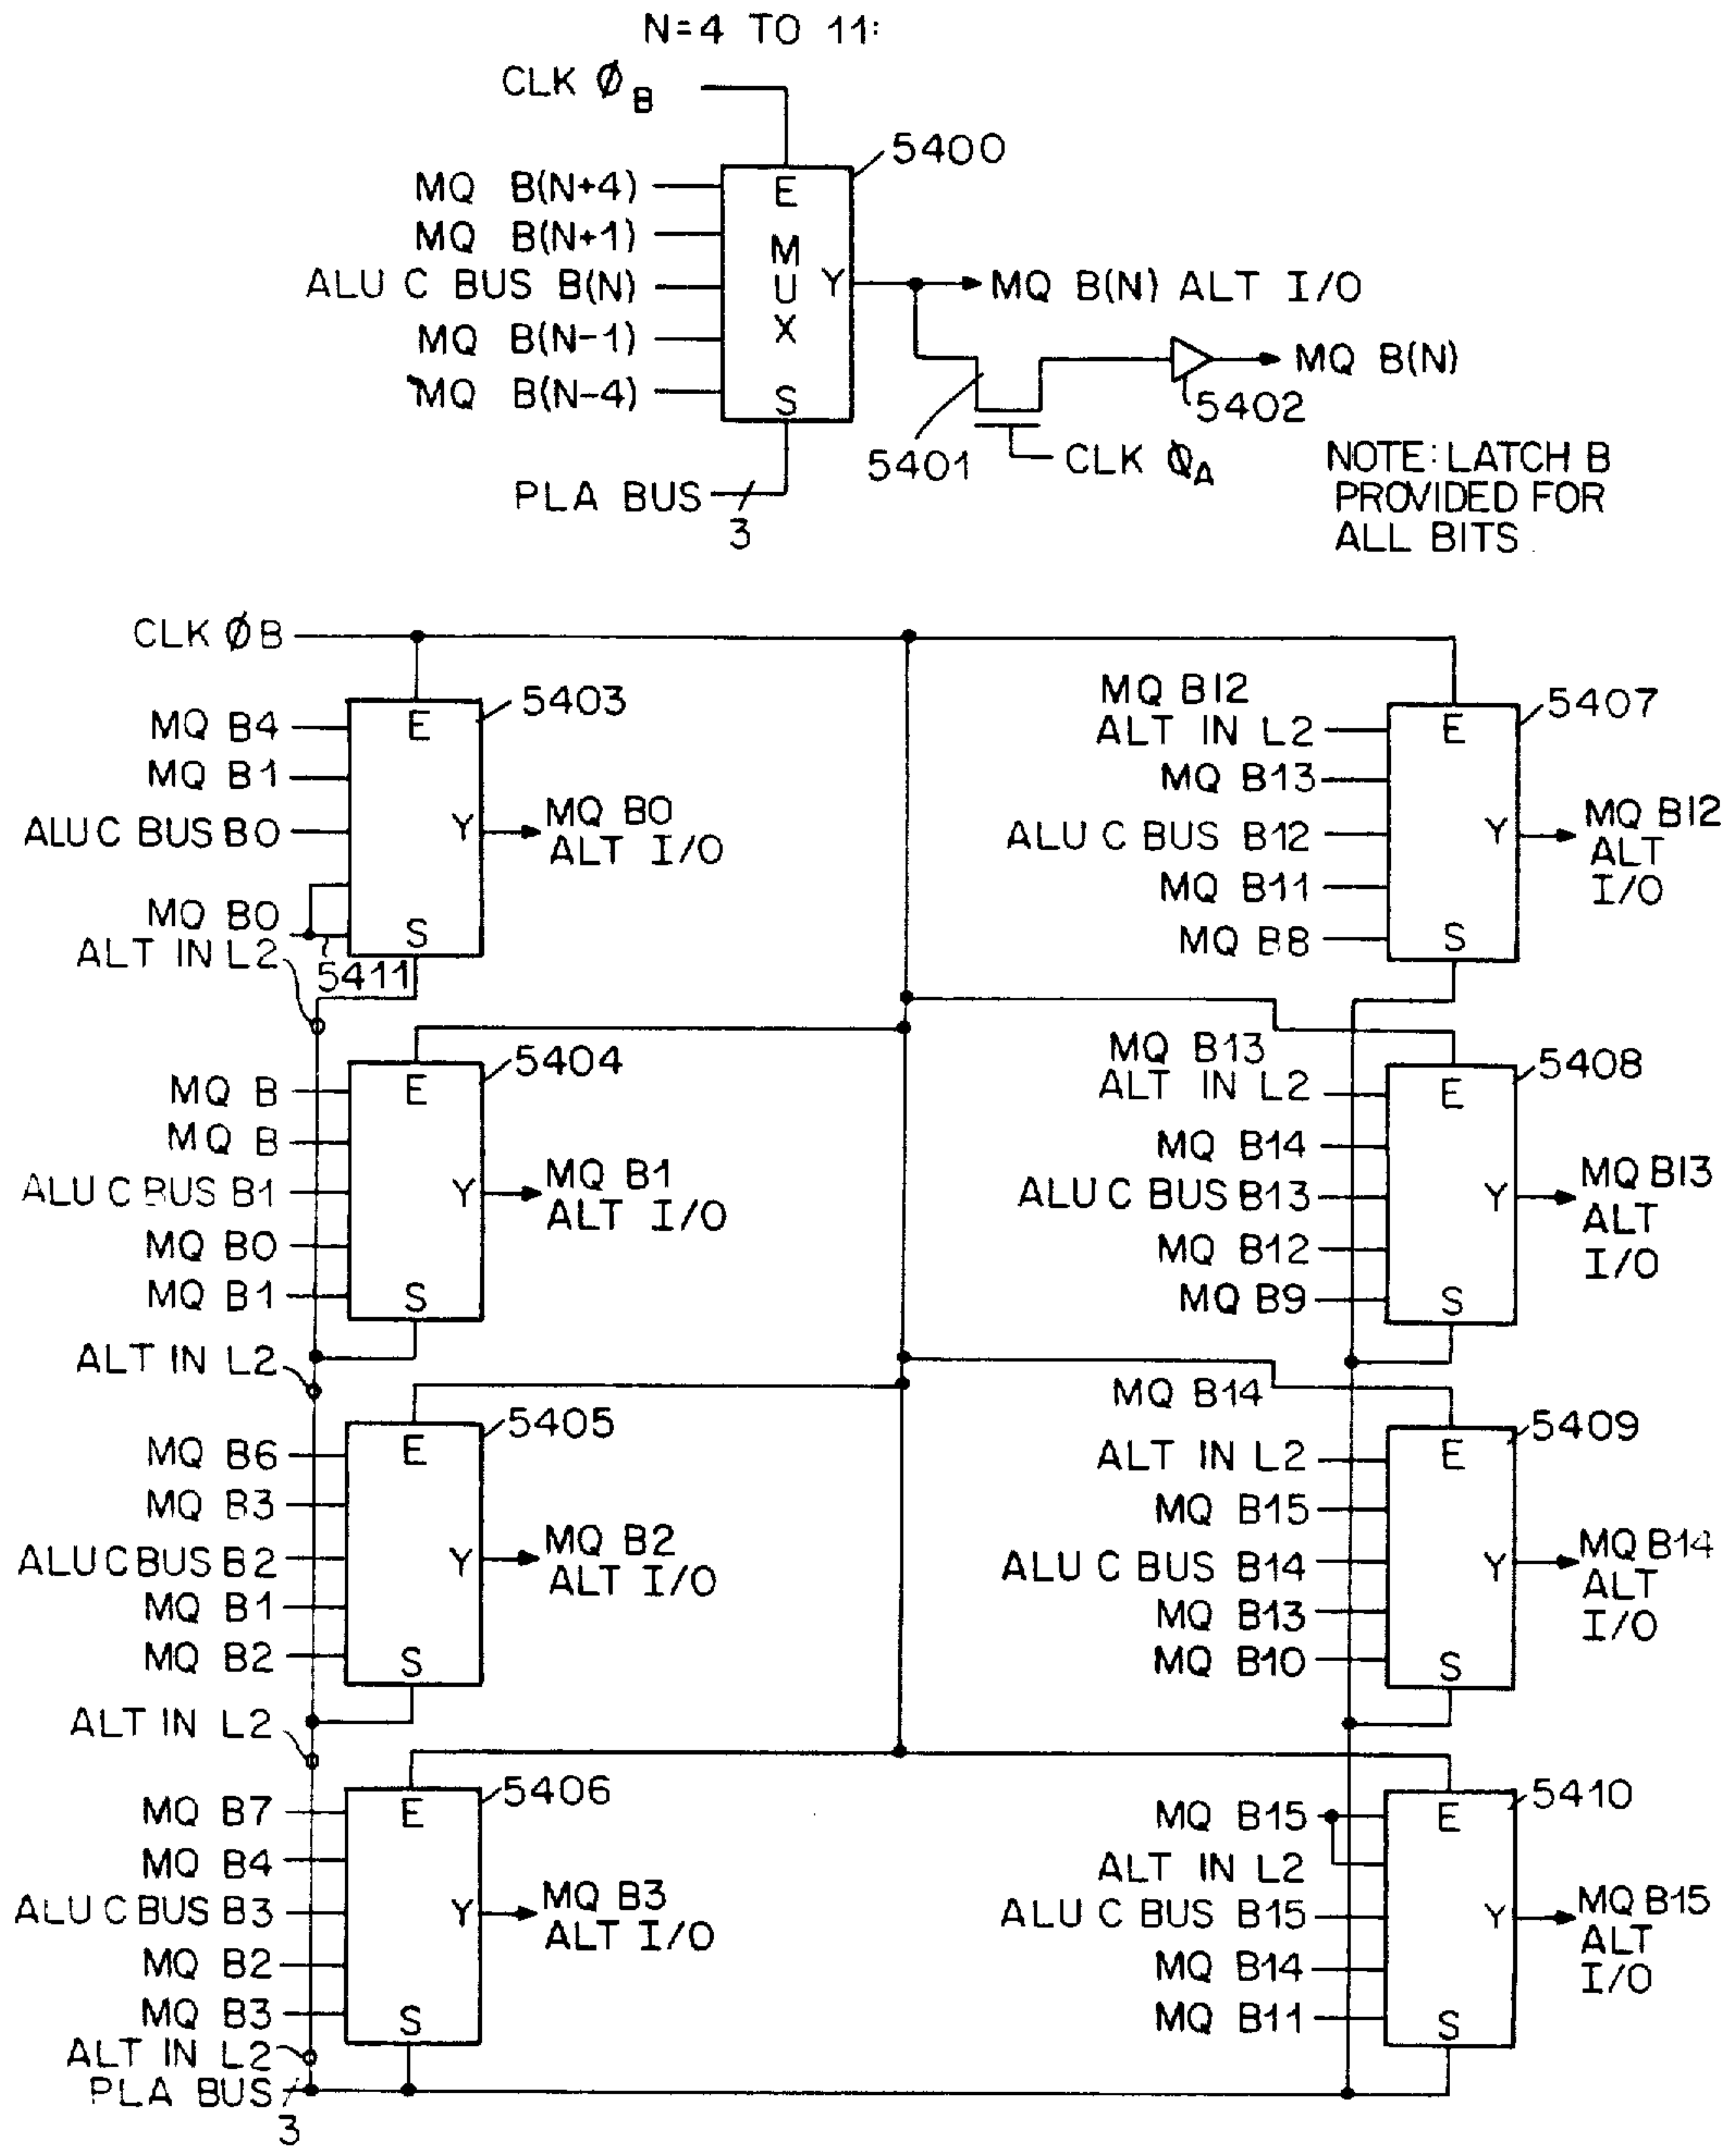 N=4 TO 11:
CLK ØB
5400
MQ B(N+4)
MQ B(N+1)
ALU C BUS B(N)
MQ B(N-1)
MQ B(N-4)
E
MUX
Y
S
MQ B(N) ALT I/O
MQ B(N)
5402
5401
CLK ØA
PLA BUS
3
NOTE: LATCH B
PROVIDED FOR
ALL BITS
CLK ØB
5403
MQ B4
MQ B1
ALU C BUS B0
MQ B0
ALT IN L2
5411
E
Y
S
MQ B0
ALT I/O
5404
MQ B
MQ B
ALU C BUS B1
MQ B0
MQ B1
ALT IN L2
E
Y
S
MQ B1
ALT I/O
5405
MQ B6
MQ B3
ALU C BUS B2
MQ B1
MQ B2
ALT IN L2
E
Y
S
MQ B2
ALT I/O
5406
MQ B7
MQ B4
ALU C BUS B3
MQ B2
MQ B3
ALT IN L2
PLA BUS
3
E
Y
S
MQ B3
ALT I/O
5407
MQ B12
ALT IN L2
MQ B13
ALU C BUS B12
MQ B11
MQ B8
E
Y
S
MQ B12
ALT
I/O
5408
MQ B13
ALT IN L2
MQ B14
ALU C BUS B13
MQ B12
MQ B9
E
Y
S
MQ B13
ALT
I/O
5409
MQ B14
ALT IN L2
MQ B15
ALU C BUS B14
MQ B13
MQ B10
E
Y
S
MQ B14
ALT
I/O
5410
MQ B15
ALT IN L2
ALU C BUS B15
MQ B14
MQ B11
E
Y
S
MQ B15
ALT
I/O